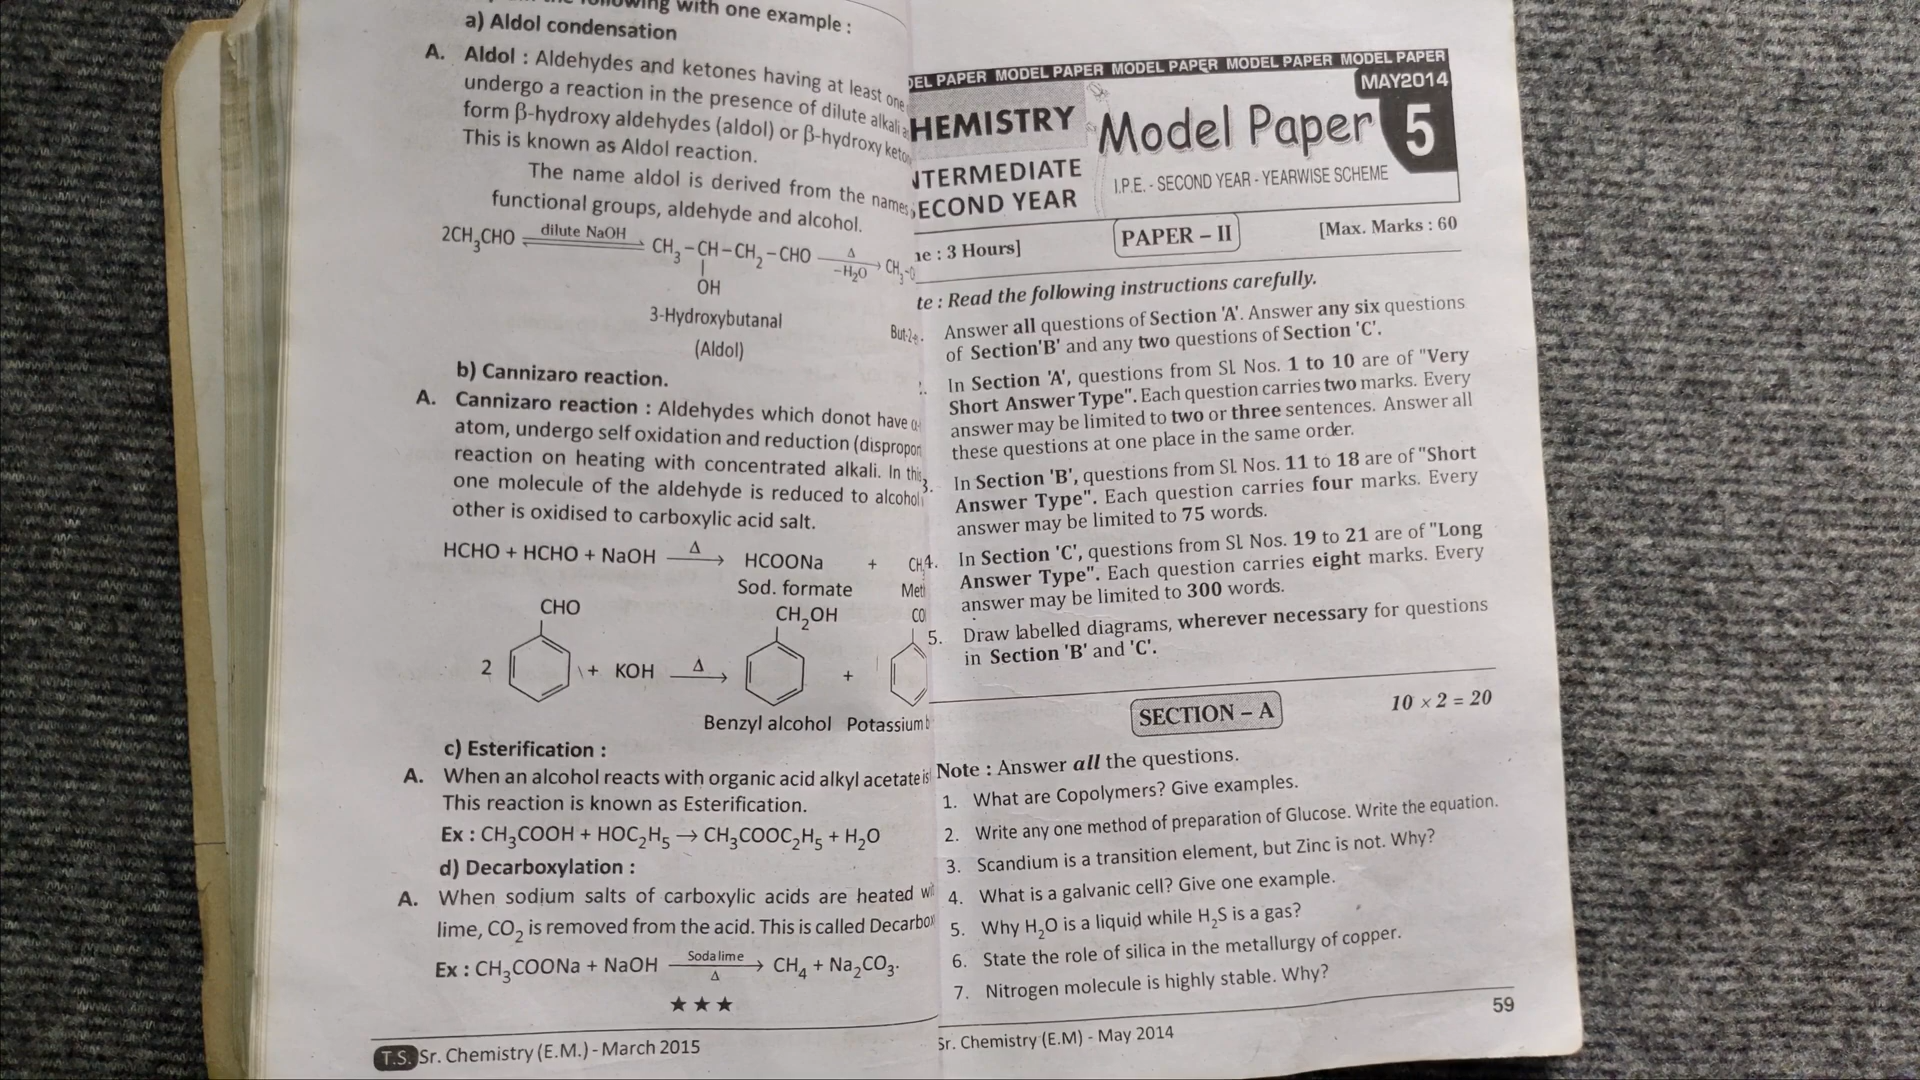 following with one example :
a) Aldol condensation
A. Aldol : Aldehydes and ketones having at least one
undergo a reaction in the presence of dilute alkali
form β-hydroxy aldehydes (aldol) or β-hydroxy
This is known as Aldol reaction.
The name aldol is derived from the names
functional groups, aldehyde and alcohol.
2CH₃CHO dilute NaOH CH₃–CH–CH₂–CHO Δ –H₂O CH₃
OH
3-Hydroxybutanal
(Aldol)
b) Cannizaro reaction.
A. Cannizaro reaction : Aldehydes which donot have
atom, undergo self oxidation and reduction
reaction on heating with concentrated alkali. In
one molecule of the aldehyde is reduced to alcohol
other is oxidised to carboxylic acid salt.
HCHO + HCHO + NaOH Δ→ HCOONa +
Sod. formate
CHO CH₂OH
2 + KOH Δ→ +
Benzyl alcohol Potassium
c) Esterification :
A. When an alcohol reacts with organic acid alkyl acetate
This reaction is known as Esterification.
Ex : CH₃COOH + HOC₂H₅ → CH₃COOC₂H₅ + H₂O
d) Decarboxylation :
A. When sodium salts of carboxylic acids are heated
lime, CO₂ is removed from the acid. This is called
Ex : CH₃COONa + NaOH Sodalime Δ→ CH₄ + Na₂CO₃.
★★★
T.S. Sr. Chemistry (E.M.) - March 2015
PAPER MODEL PAPER MODEL PAPER MODEL PAPER MODEL PAPER
MAY2014
HEMISTRY Model Paper 5
NTERMEDIATE
ECOND YEAR
I.P.E. - SECOND YEAR - YEARWISE SCHEME
: 3 Hours] PAPER – II [Max. Marks : 60
: Read the following instructions carefully.
Answer all questions of Section 'A'. Answer any six questions
of Section'B' and any two questions of Section 'C'.
In Section 'A', questions from Sl. Nos. 1 to 10 are of "Very
Short Answer Type". Each question carries two marks. Every
answer may be limited to two or three sentences. Answer all
these questions at one place in the same order.
3. In Section 'B', questions from Sl. Nos. 11 to 18 are of "Short
Answer Type". Each question carries four marks. Every
answer may be limited to 75 words.
4. In Section 'C', questions from Sl. Nos. 19 to 21 are of "Long
Answer Type". Each question carries eight marks. Every
answer may be limited to 300 words.
5. Draw labelled diagrams, wherever necessary for questions
in Section 'B' and 'C'.
SECTION – A 10 × 2 = 20
Note : Answer all the questions.
1. What are Copolymers? Give examples.
2. Write any one method of preparation of Glucose. Write the equation.
3. Scandium is a transition element, but Zinc is not. Why?
4. What is a galvanic cell? Give one example.
5. Why H₂O is a liquid while H₂S is a gas?
6. State the role of silica in the metallurgy of copper.
7. Nitrogen molecule is highly stable. Why?
59
Sr. Chemistry (E.M) - May 2014